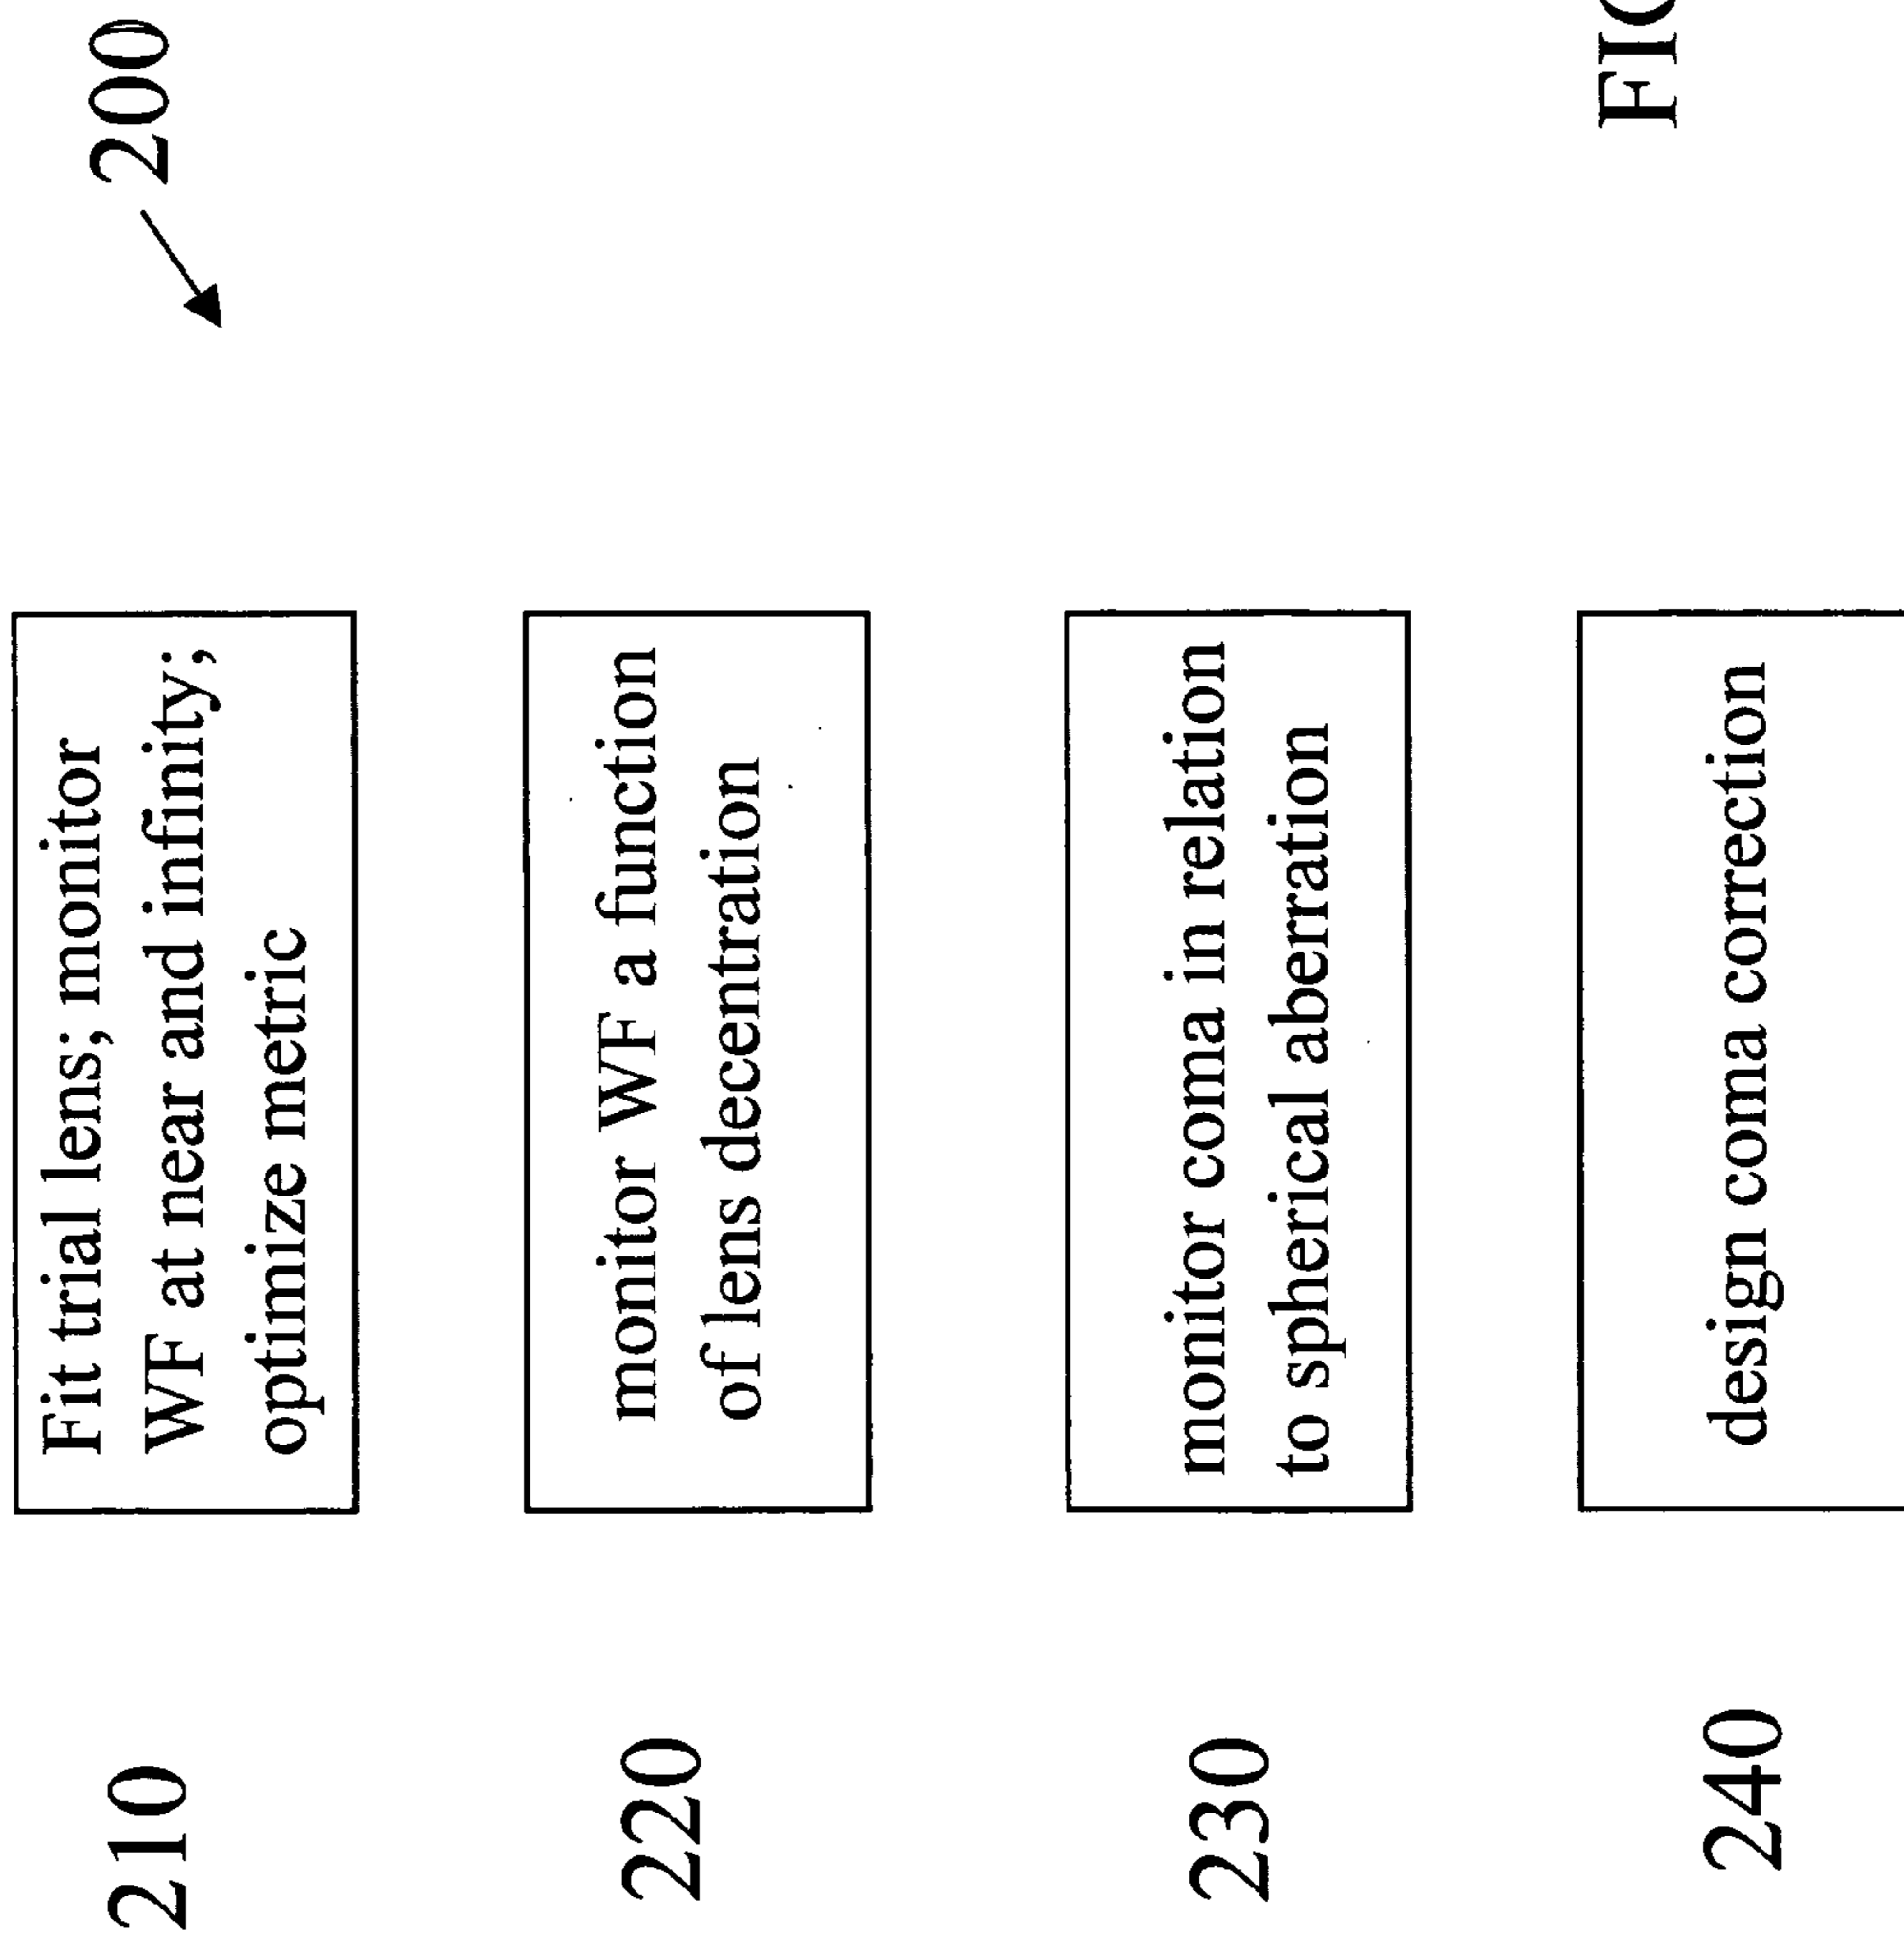 200
210
Fit trial lens; monitor
WF at near and infinity;
optimize metric
220
monitor WF a function
of lens decentration
230
monitor coma in relation
to spherical aberration
240
design coma correction